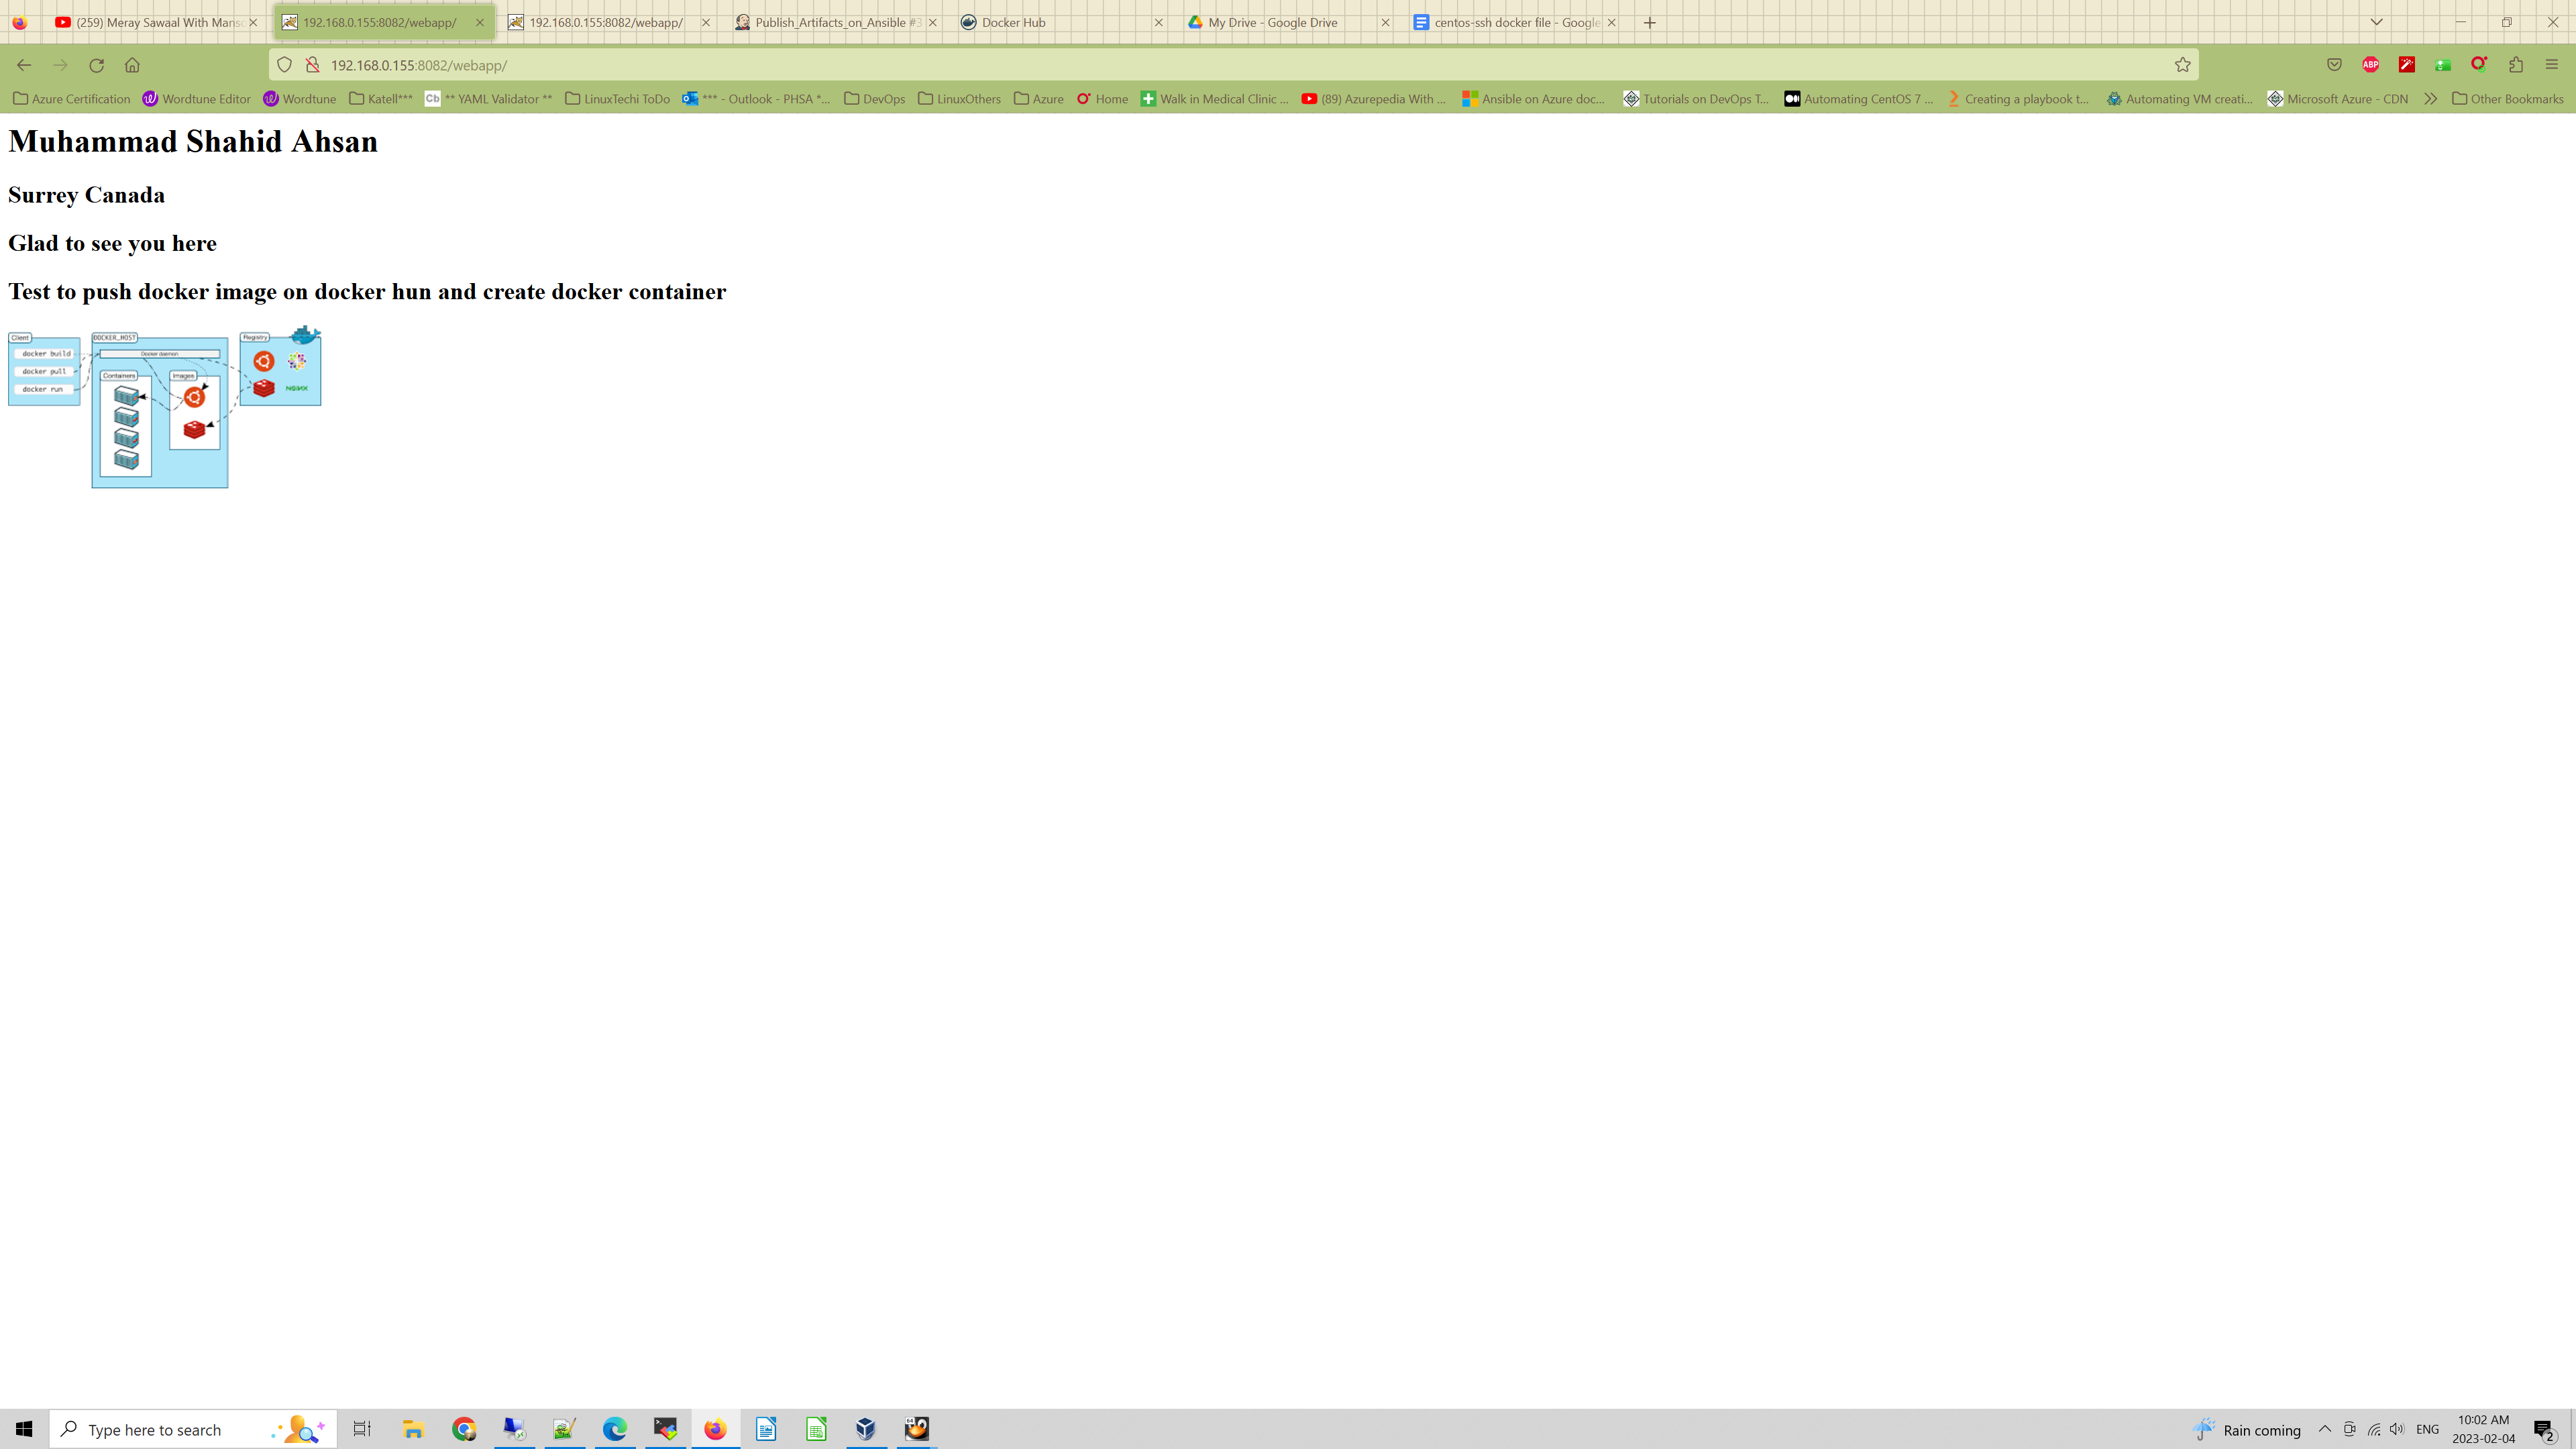 (259) Meray Sawaal With Manso
192.168.0.155:8082/webapp/
192.168.0.155:8082/webapp/
Publish_Artifacts_on_Ansible #3
Docker Hub
My Drive - Google Drive
centos-ssh docker file - Google
192.168.0.155:8082/webapp/
ABP
Azure Certification
Wordtune Editor
Wordtune
Katell***
Cb
** YAML Validator **
LinuxTechi ToDo
*** - Outlook - PHSA *...
DevOps
LinuxOthers
Azure
Home
Walk in Medical Clinic ...
(89) Azurepedia With ...
Ansible on Azure doc...
Tutorials on DevOps T...
Automating CentOS 7 ...
Creating a playbook t...
Automating VM creati...
Microsoft Azure - CDN
Other Bookmarks
Muhammad Shahid Ahsan
Surrey Canada
Glad to see you here
Test to push docker image on docker hun and create docker container
Client
docker build
docker pull
docker run
DOCKER_HOST
Docker daemon
Containers
Images
Registry
NGINX
Type here to search
Rain coming
ENG
10:02 AM
2023-02-04
2